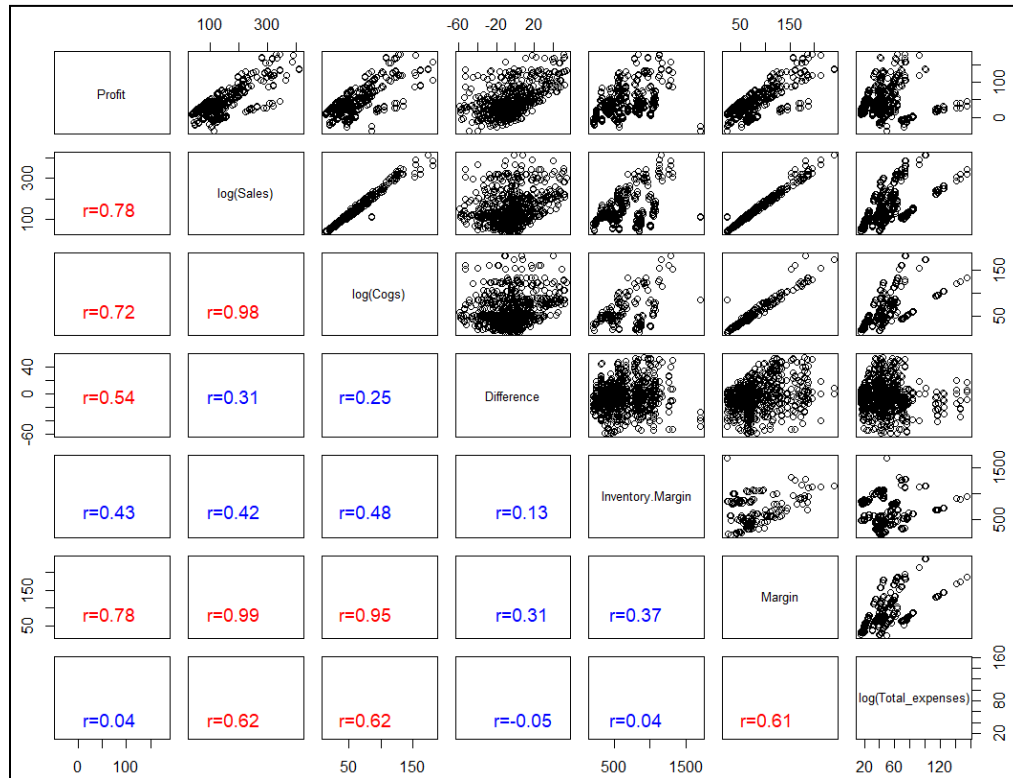 100 300
-60 -20 20
50 150
Profit
0 100
100 300
r=0.78
log(Sales)
r=0.72
r=0.98
log(Cogs)
50 150
-60 0 40
r=0.54
r=0.31
r=0.25
Difference
r=0.43
r=0.42
r=0.48
r=0.13
Inventory.Margin
500 1500
50 150
r=0.78
r=0.99
r=0.95
r=0.31
r=0.37
Margin
r=0.04
r=0.62
r=0.62
r=-0.05
r=0.04
r=0.61
log(Total_expenses)
20 80 160
0 100
50 150
500 1500
20 60 120